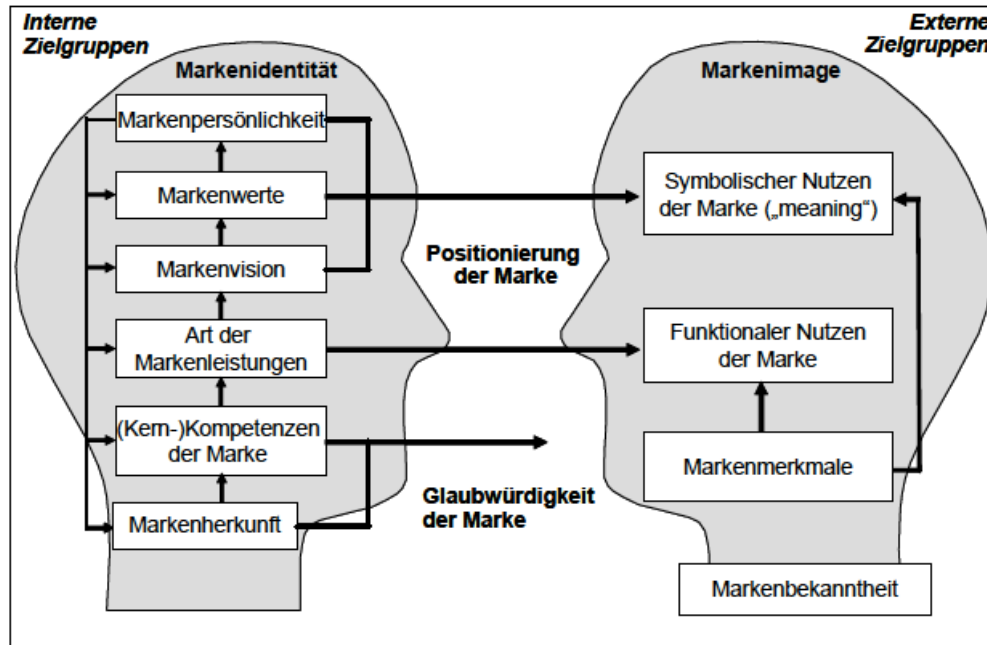 Interne
Zielgruppen
Externe
Zielgruppen
Markenidentität
Markenpersönlichkeit
Markenwerte
Markenvision
Art der
Markenleistungen
(Kern-)Kompetenzen
der Marke
Markenherkunft
Positionierung
der Marke
Glaubwürdigkeit
der Marke
Markenimage
Symbolischer Nutzen
der Marke („meaning“)
Funktionaler Nutzen
der Marke
Markenmerkmale
Markenbekanntheit